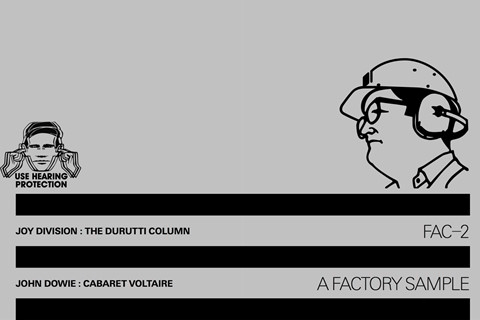 USE HEARING
PROTECTION
JOY DIVISION : THE DURUTTI COLUMN
FAC–2
JOHN DOWIE : CABARET VOLTAIRE
A FACTORY SAMPLE